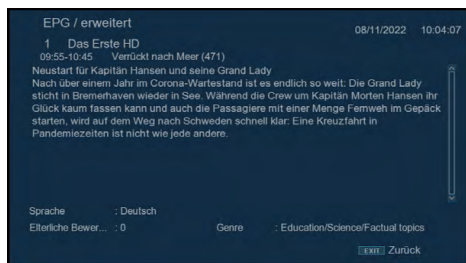 EPG / erweitert
08/11/2022 10:04:07
1 Das Erste HD
09:55-10:45 Verrückt nach Meer (471)
Neustart für Kapitän Hansen und seine Grand Lady
Nach über einem Jahr im Corona-Wartestand ist es endlich so weit: Die Grand Lady
sticht in Bremerhaven wieder in See. Während die Crew um Kapitän Morten Hansen ihr
Glück kaum fassen kann und auch die Passagiere mit einer Menge Fernweh im Gepäck
starten, wird auf dem Weg nach Schweden schnell klar: Eine Kreuzfahrt in
Pandemiezeiten ist nicht wie jede andere.
Sprache : Deutsch
Elterliche Bewer... : 0 Genre : Education/Science/Factual topics
EXIT Zurück